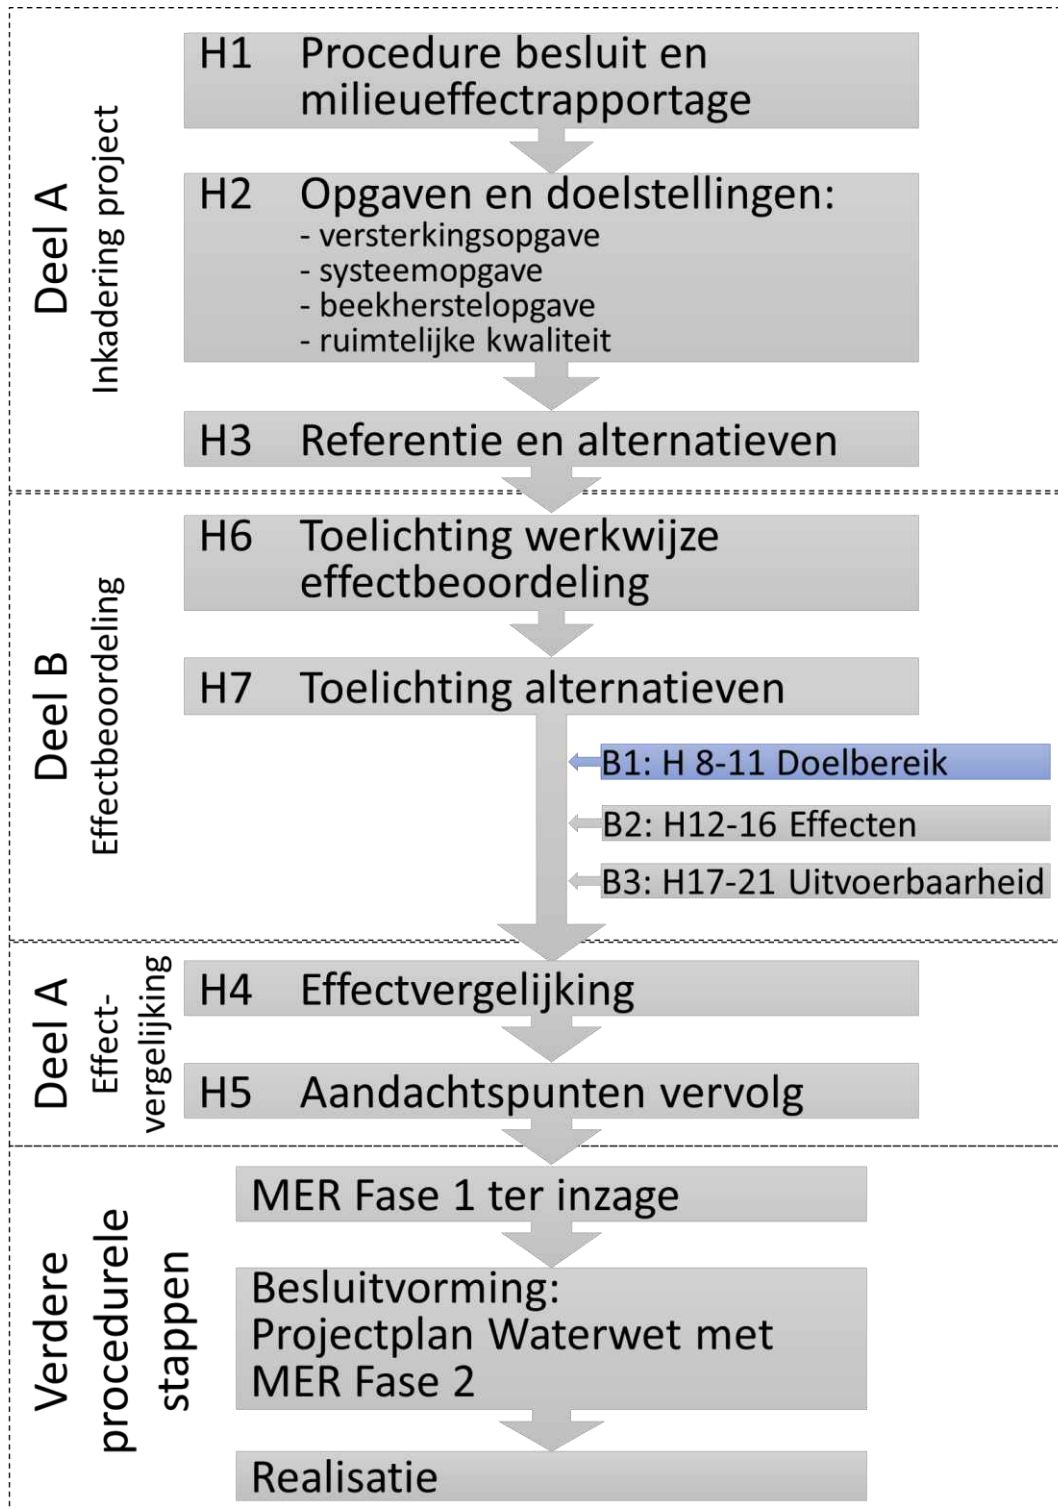 Deel A
Inkadering project
H1 Procedure besluit en
milieueffectrapportage
H2 Opgaven en doelstellingen:
- versterkingsopgave
- systeemopgave
- beekherstelopgave
- ruimtelijke kwaliteit
H3 Referentie en alternatieven
Deel B
Effectbeoordeling
H6 Toelichting werkwijze
effectbeoordeling
H7 Toelichting alternatieven
B1: H 8-11 Doelbereik
B2: H12-16 Effecten
B3: H17-21 Uitvoerbaarheid
Deel A
Effect-
vergelijking
H4 Effectvergelijking
H5 Aandachtspunten vervolg
Verdere
procedurele
stappen
MER Fase 1 ter inzage
Besluitvorming:
Projectplan Waterwet met
MER Fase 2
Realisatie